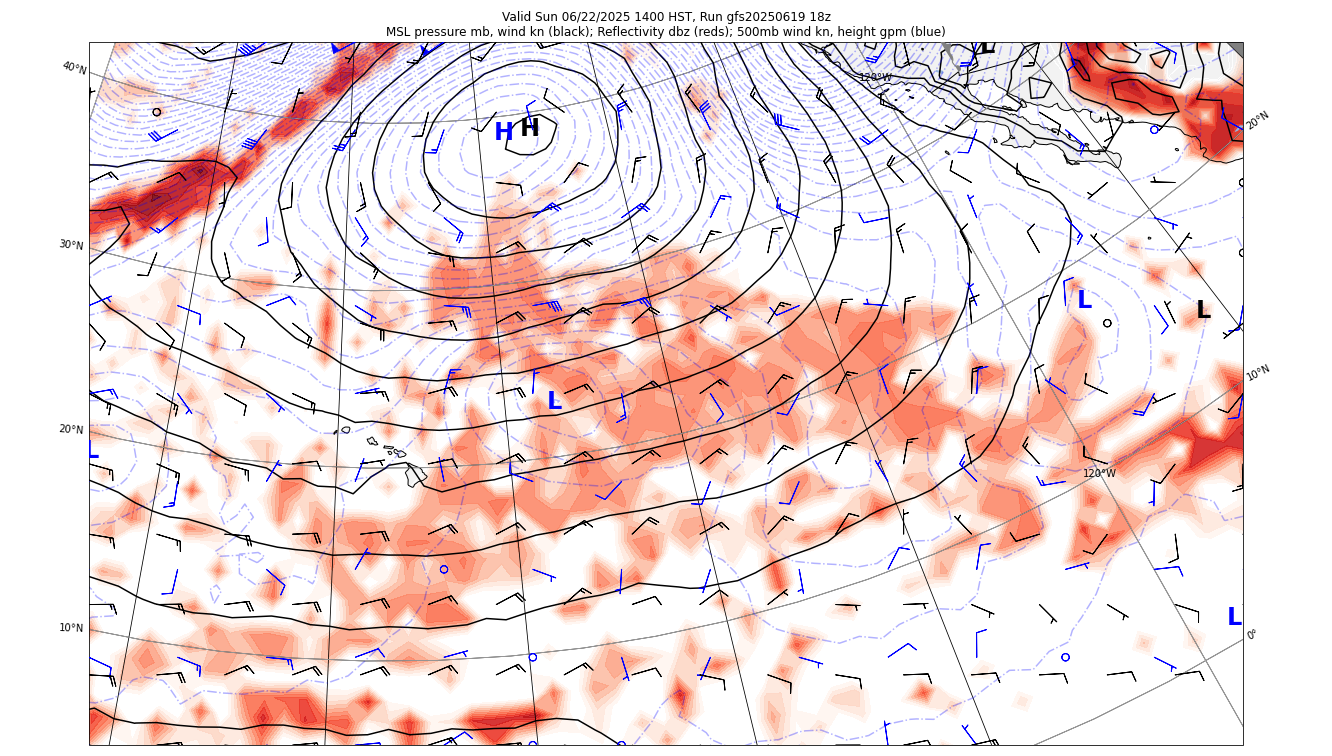 Valid Sun 06/22/2025 1400 HST, Run gfs20250619 18z
MSL pressure mb, wind kn (black); Reflectivity dbz (reds); 500mb wind kn, height gpm (blue)
L
40°N
120°W
H H
20°N
30°N
L
L
10°N
L
20°N
L
120°W
L
10°N
0°